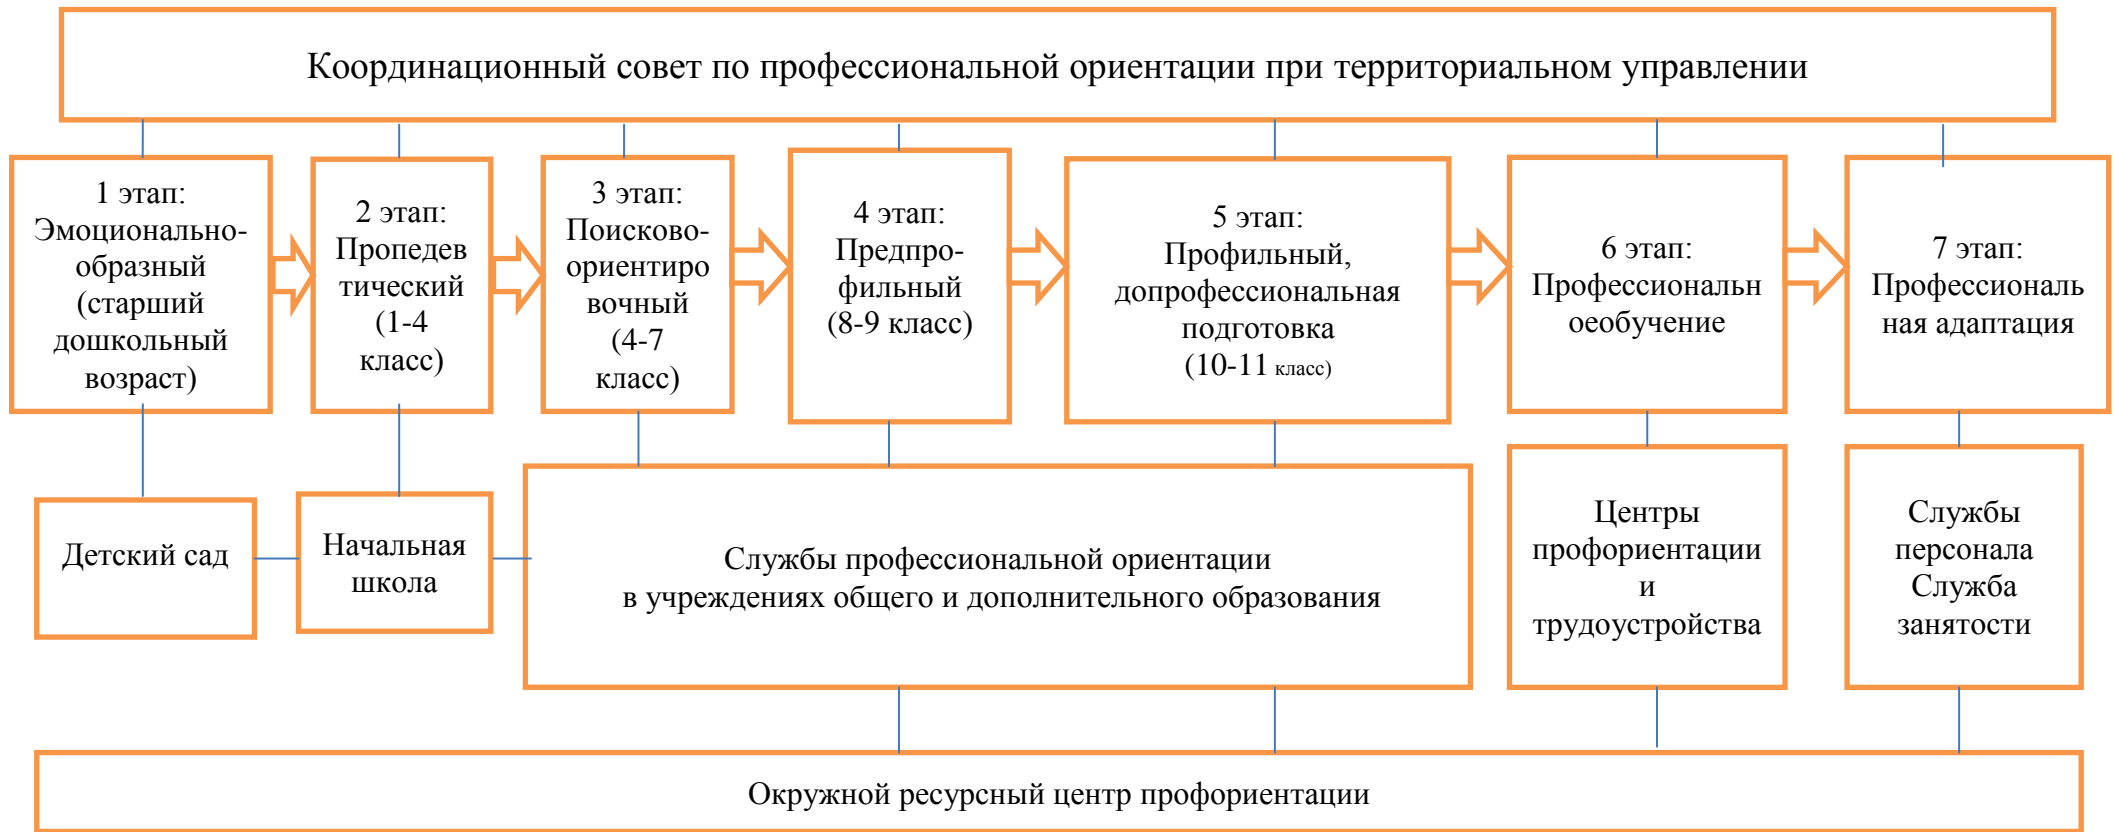 Координационный совет по профессиональной ориентации при территориальном управлении
1 этап:
Эмоционально-
образный
(старший
дошкольный
возраст)
2 этап:
Пропедев
тический
(1-4
класс)
3 этап:
Поисково-
ориентиро
вочный
(4-7
класс)
4 этап:
Предпро-
фильный
(8-9 класс)
5 этап:
Профильный,
допрофессиональная
подготовка
(10-11 класс)
6 этап:
Профессиональн
оеобучение
7 этап:
Профессиональ
ная адаптация
Детский сад
Начальная
школа
Службы профессиональной ориентации
в учреждениях общего и дополнительного образования
Центры
профориентации
и
трудоустройства
Службы
персонала
Служба
занятости
Окружной ресурсный центр профориентации